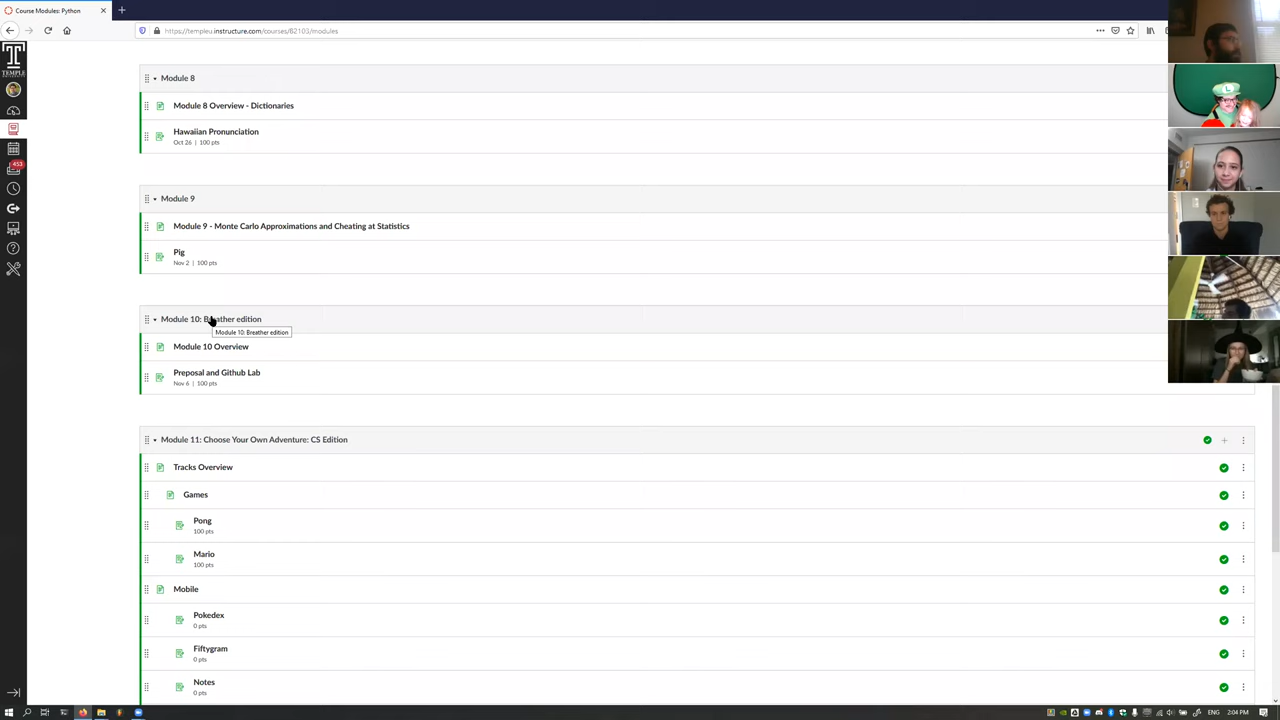 Course Modules: Python
https://templeu.instructure.com/courses/62103/modules
TEMPLE
453
Module 8
Module 8 Overview - Dictionaries
Hawaiian Pronunciation
Oct 26 | 100 pts
Module 9
Module 9 - Monte Carlo Approximations and Cheating at Statistics
Pig
Nov 2 | 100 pts
Module 10: Breather edition
Module 10: Breather edition
Module 10 Overview
Preposal and Github Lab
Nov 6 | 100 pts
Module 11: Choose Your Own Adventure: CS Edition
Tracks Overview
Games
Pong
100 pts
Mario
100 pts
Mobile
Pokedex
0 pts
Fiftygram
0 pts
Notes
0 pts
L
ENG 2:04 PM